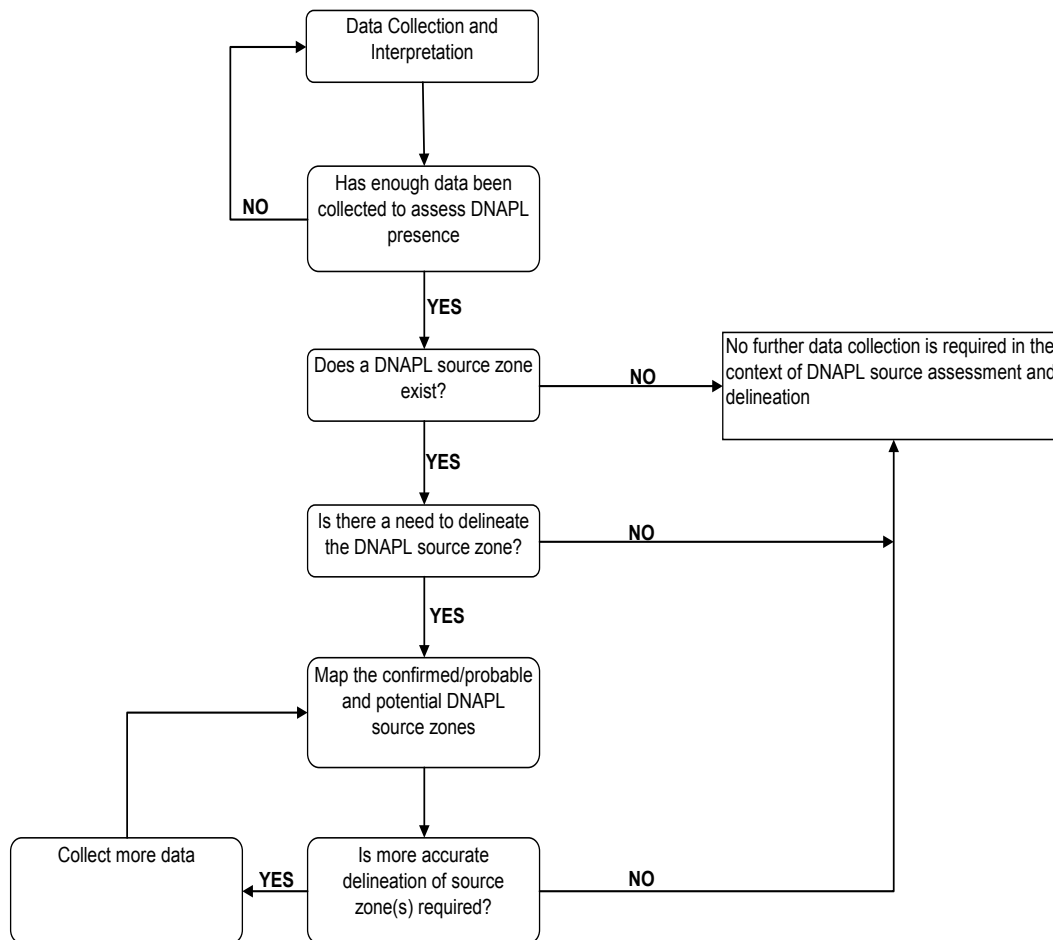 Data Collection and
Interpretation
Has enough data been
collected to assess DNAPL
presence
NO
YES
Does a DNAPL source zone
exist?
NO
No further data collection is required in the
context of DNAPL source assessment and
delineation
YES
Is there a need to delineate
the DNAPL source zone?
NO
YES
Map the confirmed/probable
and potential DNAPL
source zones
Collect more data
YES
Is more accurate
delineation of source
zone(s) required?
NO